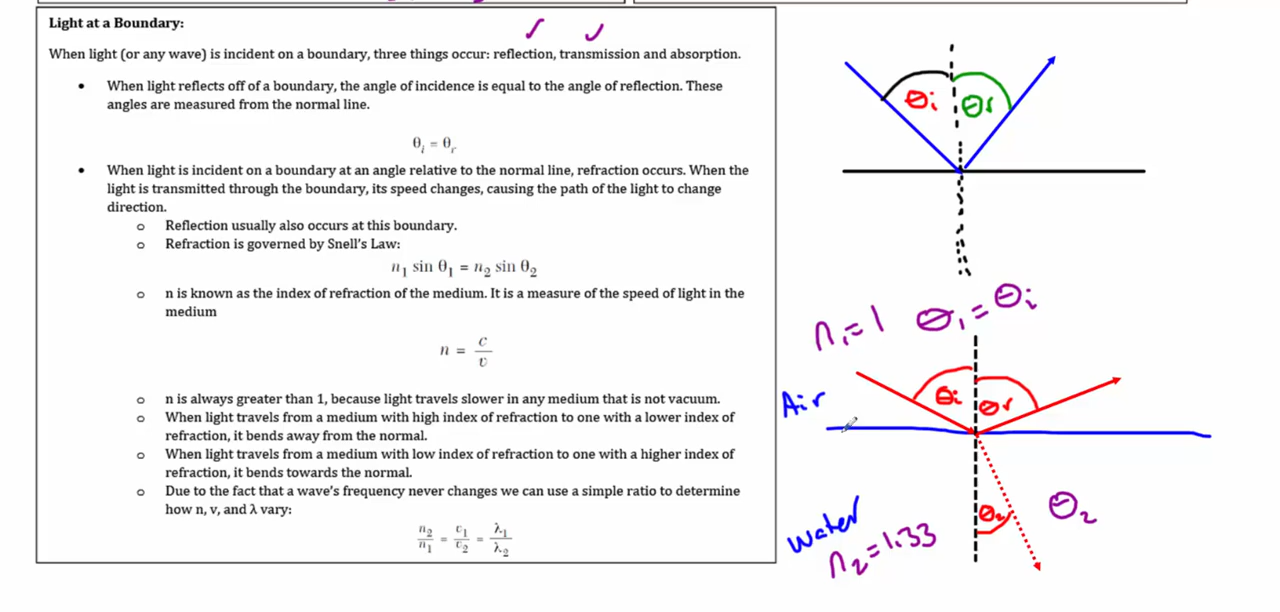 Light at a Boundary:
When light (or any wave) is incident on a boundary, three things occur: reflection, transmission and absorption.
• When light reflects off of a boundary, the angle of incidence is equal to the angle of reflection. These
angles are measured from the normal line.
θi = θr
• When light is incident on a boundary at an angle relative to the normal line, refraction occurs. When the
light is transmitted through the boundary, its speed changes, causing the path of the light to change
direction.
o Reflection usually also occurs at this boundary.
o Refraction is governed by Snell's Law:
n1 sin θ1 = n2 sin θ2
o n is known as the index of refraction of the medium. It is a measure of the speed of light in the
medium
n = c/v
o n is always greater than 1, because light travels slower in any medium that is not vacuum.
o When light travels from a medium with high index of refraction to one with a lower index of
refraction, it bends away from the normal.
o When light travels from a medium with low index of refraction to one with a higher index of
refraction, it bends towards the normal.
o Due to the fact that a wave's frequency never changes we can use a simple ratio to determine
how n, v, and λ vary:
n2/n1 = v1/v2 = λ1/λ2
θi θr
n1=1 θ1=θi
Air θi θr
θ2
Water
n2=1.33